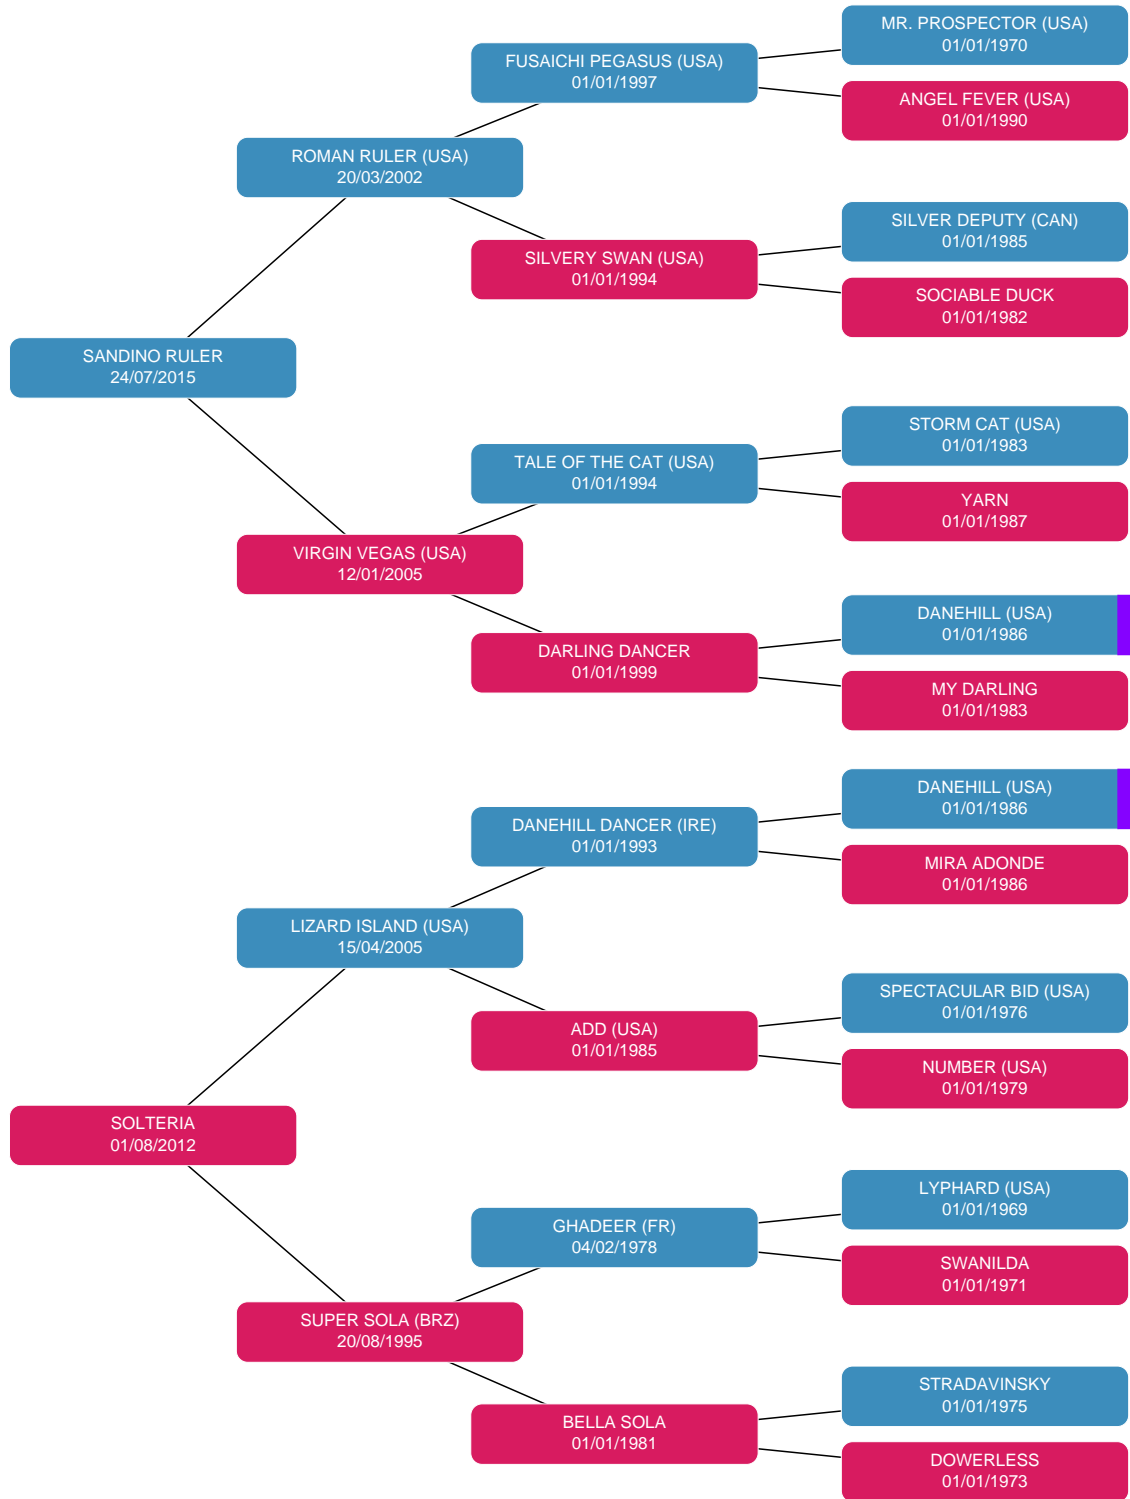 MR. PROSPECTOR (USA)
01/01/1970
FUSAICHI PEGASUS (USA)
01/01/1997
ANGEL FEVER (USA)
01/01/1990
ROMAN RULER (USA)
20/03/2002
SILVER DEPUTY (CAN)
01/01/1985
SILVERY SWAN (USA)
01/01/1994
SOCIABLE DUCK
01/01/1982
SANDINO RULER
24/07/2015
STORM CAT (USA)
01/01/1983
TALE OF THE CAT (USA)
01/01/1994
YARN
01/01/1987
VIRGIN VEGAS (USA)
12/01/2005
DANEHILL (USA)
01/01/1986
DARLING DANCER
01/01/1999
MY DARLING
01/01/1983
DANEHILL (USA)
01/01/1986
DANEHILL DANCER (IRE)
01/01/1993
MIRA ADONDE
01/01/1986
LIZARD ISLAND (USA)
15/04/2005
SPECTACULAR BID (USA)
01/01/1976
ADD (USA)
01/01/1985
NUMBER (USA)
01/01/1979
SOLTERIA
01/08/2012
LYPHARD (USA)
01/01/1969
GHADEER (FR)
04/02/1978
SWANILDA
01/01/1971
SUPER SOLA (BRZ)
20/08/1995
STRADAVINSKY
01/01/1975
BELLA SOLA
01/01/1981
DOWERLESS
01/01/1973